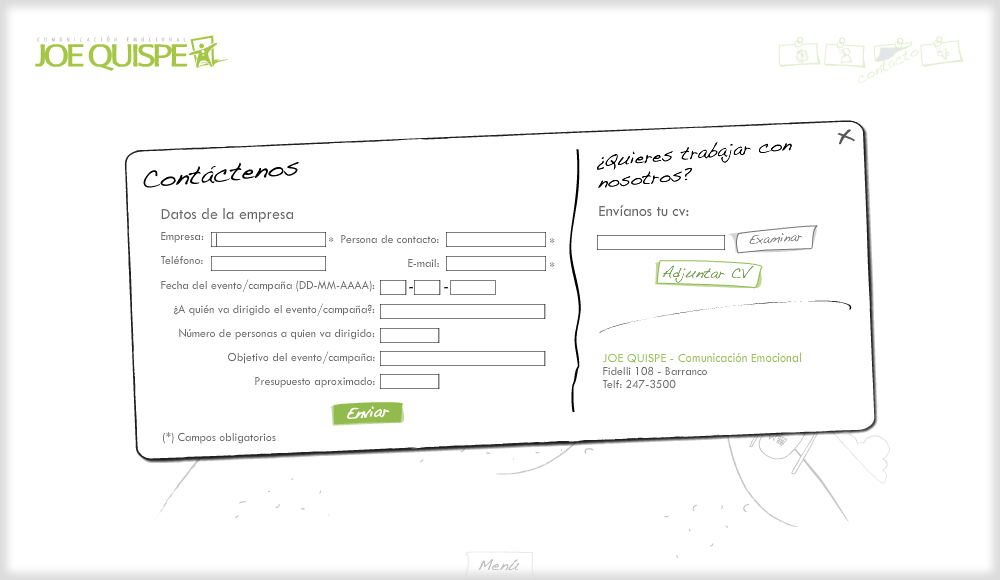 COMUNICACIÓN EMOCIONAL
JOE QUISPE
contacto
Contáctenos
Datos de la empresa
Empresa: *
Persona de contacto: *
Teléfono:
E-mail: *
Fecha del evento/campaña (DD-MM-AAAA): - -
¿A quién va dirigido el evento/campaña?:
Número de personas a quien va dirigido:
Objetivo del evento/campaña:
Presupuesto aproximado:
Enviar
(*) Campos obligatorios
¿Quieres trabajar con
nosotros?
Envíanos tu cv:
Examinar
Adjuntar CV
JOE QUISPE - Comunicación Emocional
Fidelli 108 - Barranco
Telf: 247-3500
Menú